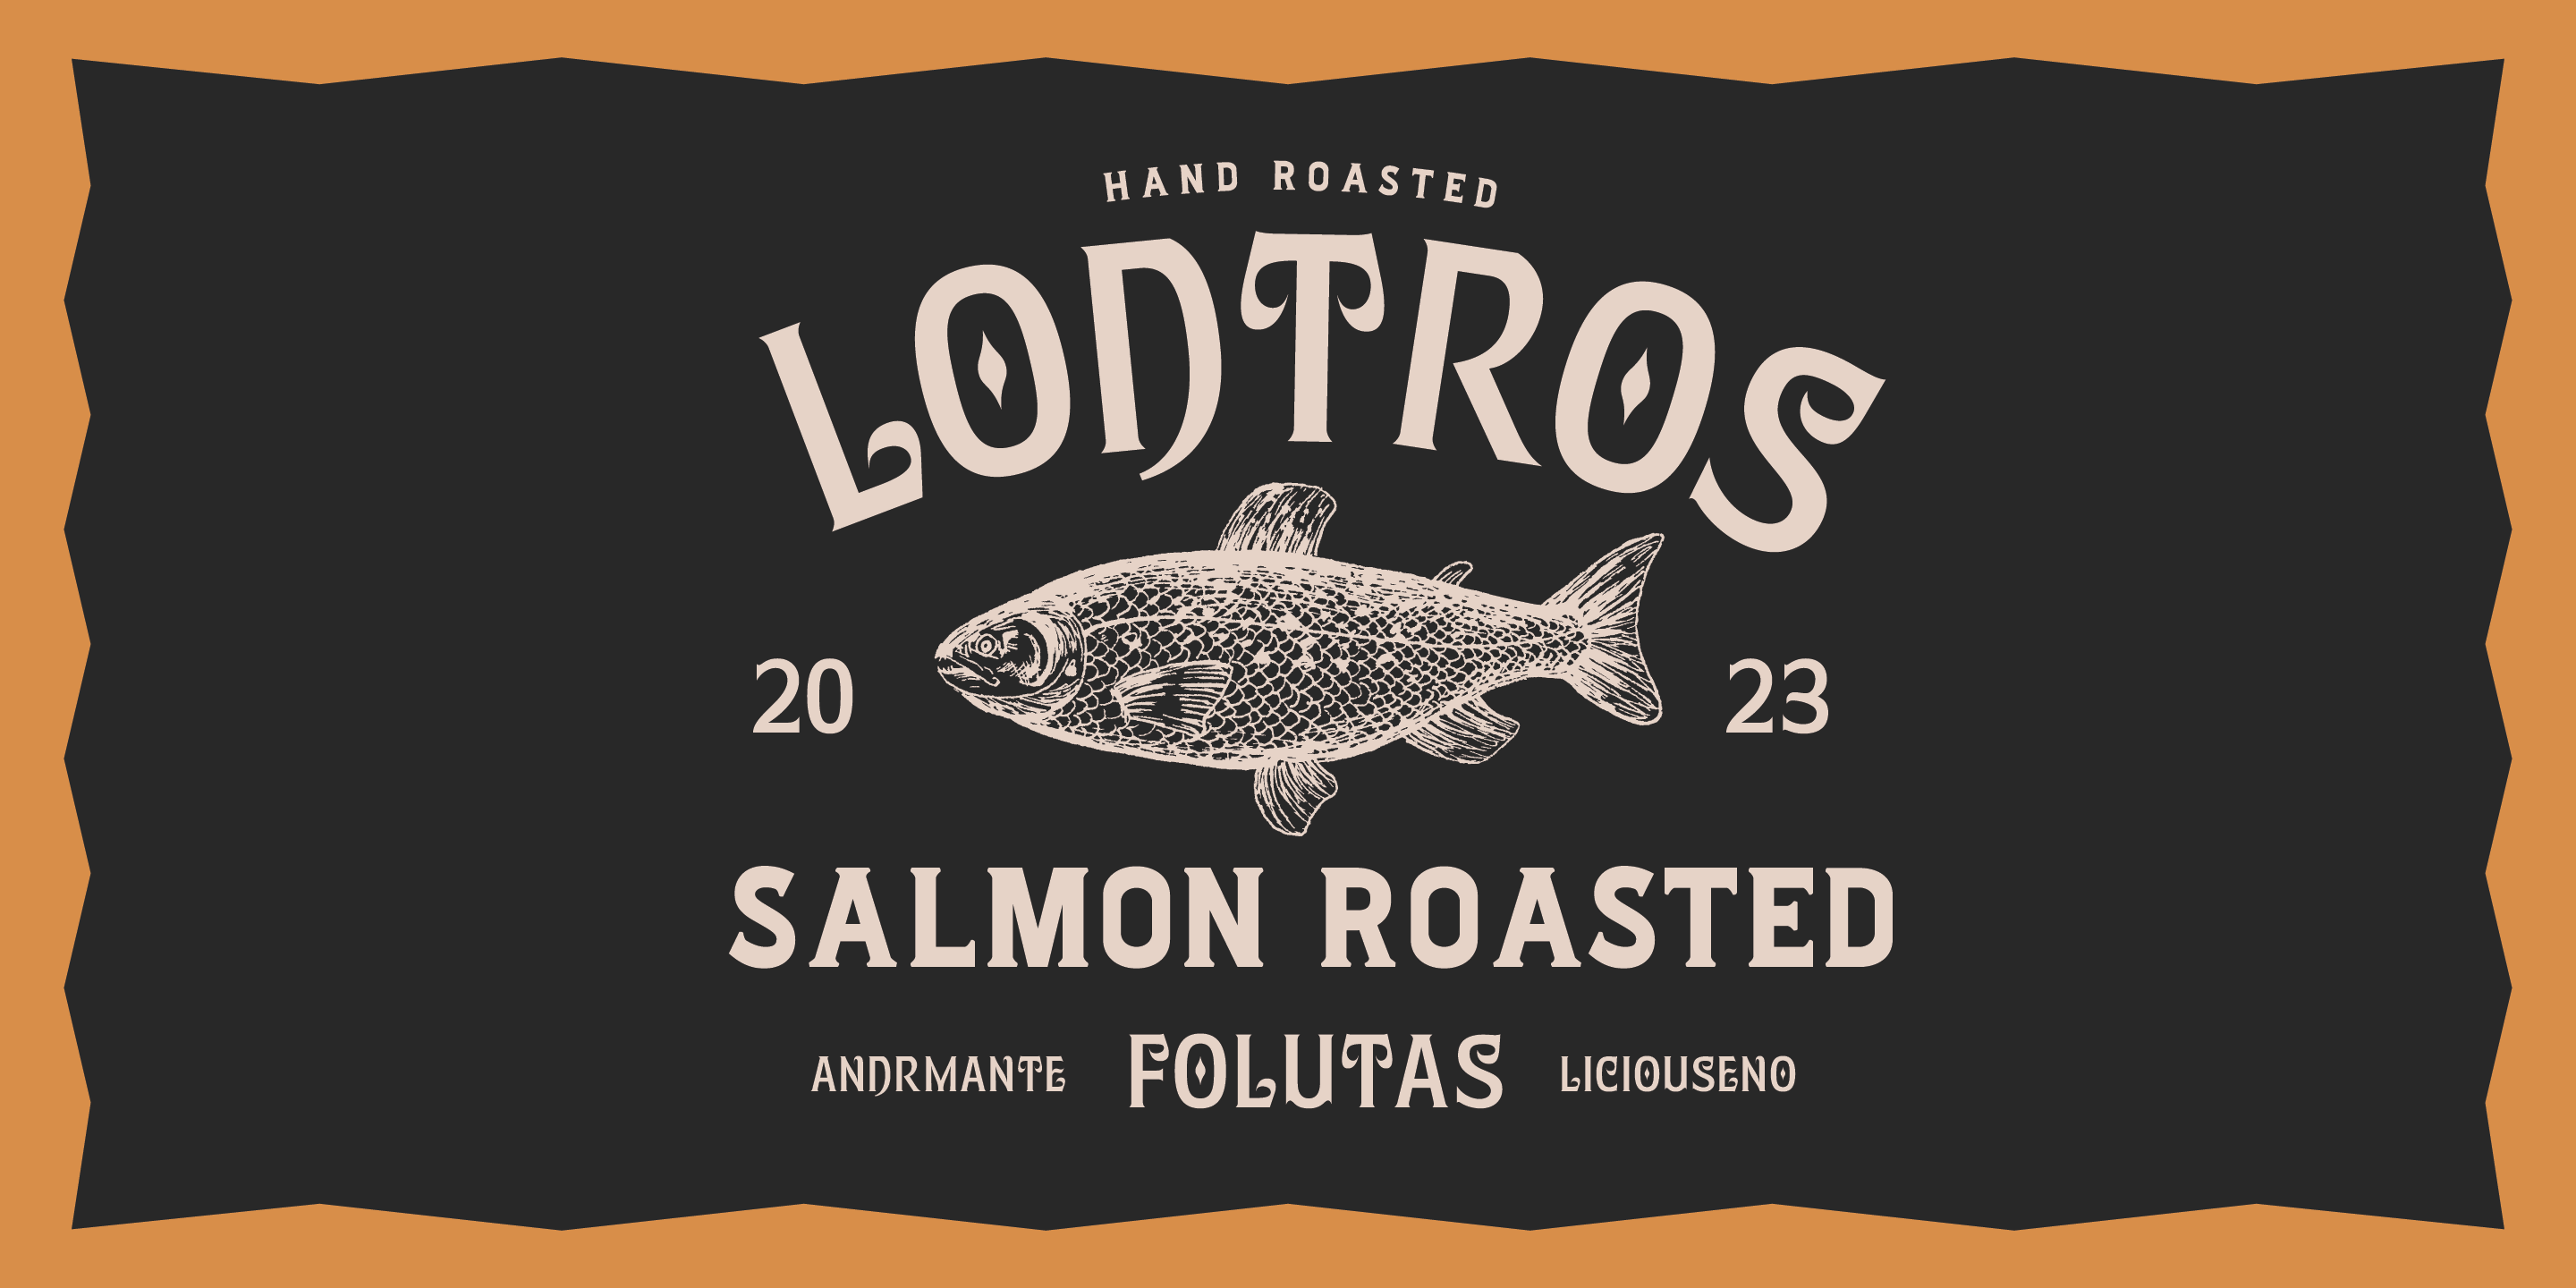 HAND ROASTED
LODTROS
20 23
SALMON ROASTED
ANDRMANTE FOLUTAS LICIOUSENO